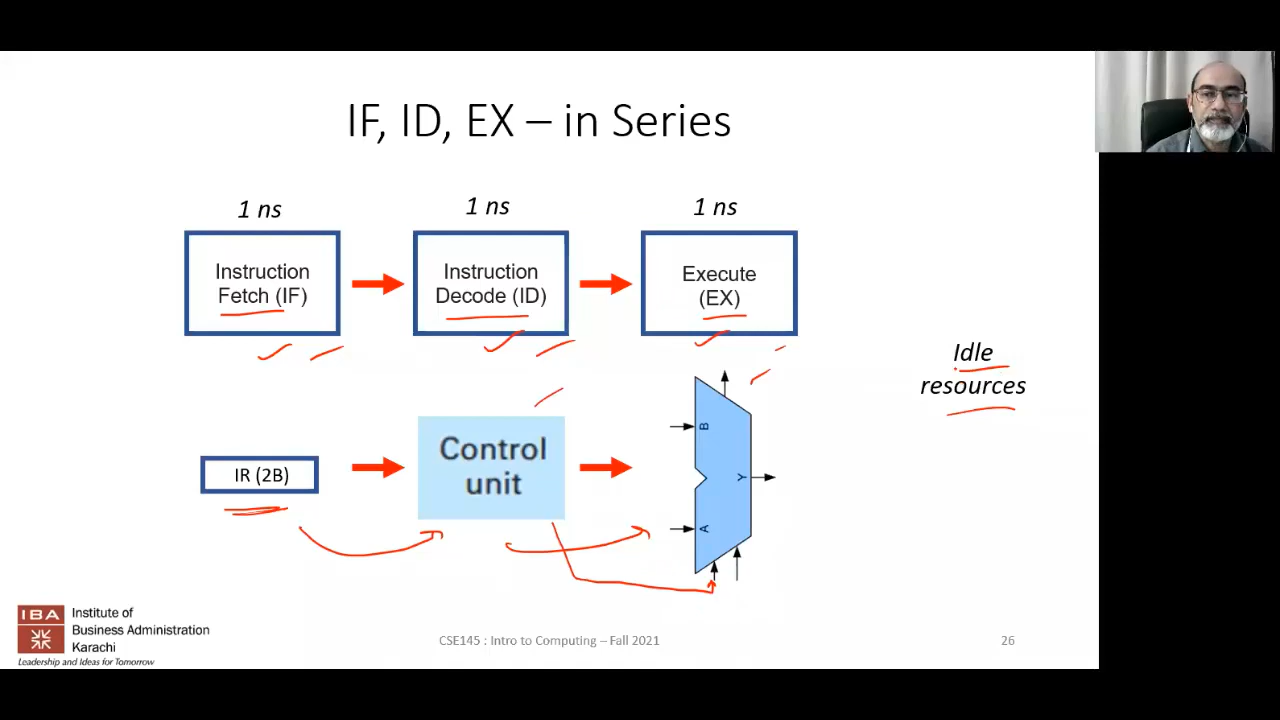 IF, ID, EX – in Series
1 ns
1 ns
1 ns
Instruction
Fetch (IF)
Instruction
Decode (ID)
Execute
(EX)
Idle
resources
IR (2B)
Control
unit
B
Y
A
IBA
Institute of
Business Administration
Karachi
Leadership and Ideas for Tomorrow
CSE145 : Intro to Computing – Fall 2021
26